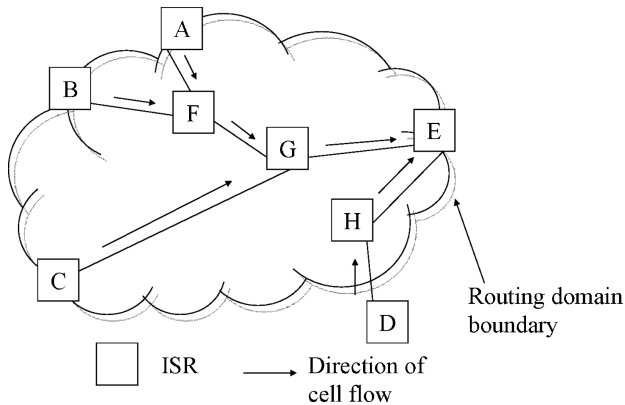 A
B
F
E
G
H
C
D
Routing domain
boundary
ISR
Direction of
cell flow